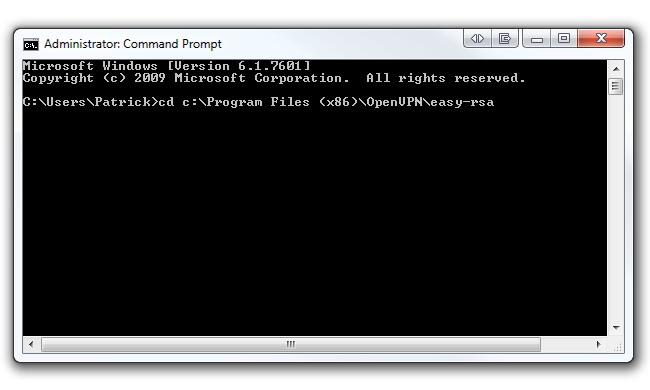 Administrator: Command Prompt
Microsoft Windows [Version 6.1.7601]
Copyright (c) 2009 Microsoft Corporation.  All rights reserved.
C:\Users\Patrick>cd c:\Program Files (x86)\OpenVPN\easy-rsa